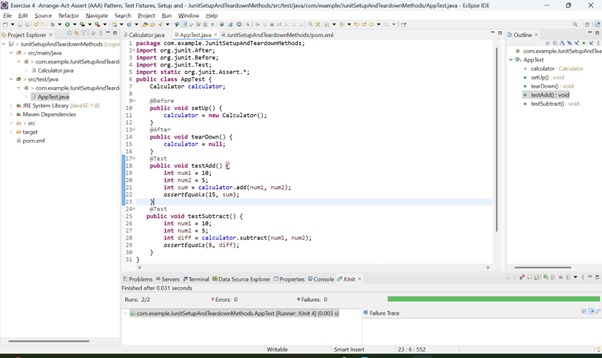 Exercise 4 -Arrange-Act-Assert (AAA) Pattern, Test Fixtures, Setup and - JunitSetupAndTeardownMethods/src/test/java/com/example/JunitSetupAndTeardownMethods/AppTest.java - Eclipse IDE
File Edit Source Refactor Navigate Search Project Run Window Help
Project Explorer
JunitSetupAndTeardownMethods
src/main/java
com.example.JunitSetupAndTeard
Calculator.java
src/test/java
com.example.JunitSetupAndTeard
AppTest.java
JRE System Library [JavaSE-1.8]
Maven Dependencies
src
target
pom.xml
Calculator.java AppTest.java JunitSetupAndTeardownMethods/pom.xml
1 package com.example.JunitSetupAndTeardownMethods;
2 import org.junit.After;
3 import org.junit.Before;
4 import org.junit.Test;
5 import static org.junit.Assert.*;
6 public class AppTest {
7 Calculator calculator;
8
9 @Before
10 public void setUp() {
11 calculator = new Calculator();
12 }
13 @After
14 public void tearDown() {
15 calculator = null;
16 }
17 @Test
18 public void testAdd() {
19 int num1 = 10;
20 int num2 = 5;
21 int sum = calculator.add(num1, num2);
22 assertEquals(15, sum);
23 }
24 @Test
25 public void testSubtract() {
26 int num1 = 10;
27 int num2 = 5;
28 int diff = calculator.subtract(num1, num2);
29 assertEquals(5, diff);
30 }
31 }
Outline
com.example.JunitSetupAndTear
AppTest
calculator : Calculator
setUp() : void
tearDown() : void
testAdd() : void
testSubtract() : void
Problems Servers Terminal Data Source Explorer Properties Console JUnit
Finished after 0.031 seconds
Runs: 2/2 Errors: 0 Failures: 0
com.example.JunitSetupAndTeardownMethods.AppTest [Runner: JUnit 4] (0.003 s)
Failure Trace
Writable Smart Insert 23 : 6 : 552